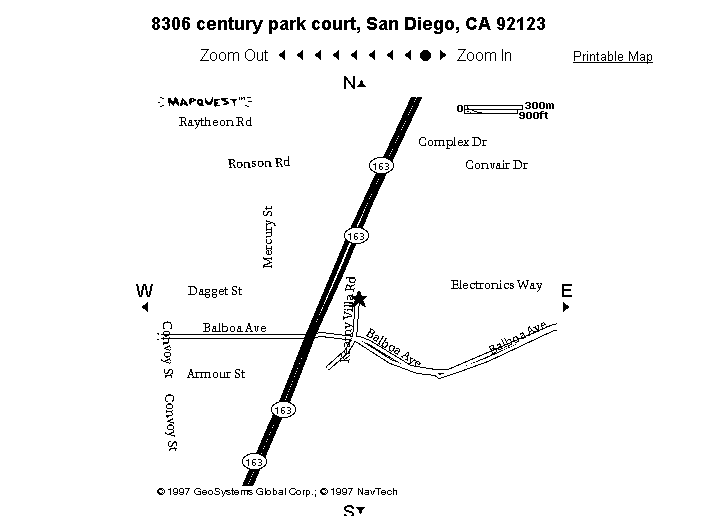 8306 century park court, San Diego, CA 92123
Zoom Out Zoom In Printable Map
N
MAPQUEST™
0 300m
900ft
Raytheon Rd
Complex Dr
Ronson Rd
Convair Dr
163
Mercury St
163
Kearny Villa Rd
W
Dagget St
Electronics Way
E
Convoy St
Balboa Ave
Balboa Ave
Balboa Ave
Armour St
Convoy St
163
163
© 1997 GeoSystems Global Corp.; © 1997 NavTech
S